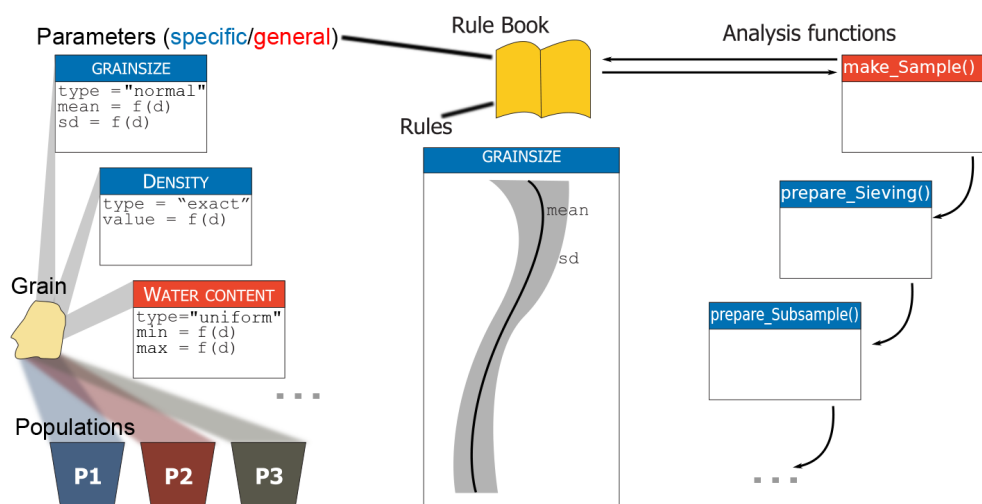 Parameters (specific/general)
GRAINSIZE
type ="normal"
mean = f(d)
sd = f(d)
DENSITY
type = “exact”
value = f(d)
Grain
WATER CONTENT
type="uniform"
min = f(d)
max = f(d)
...
Populations
P1
P2
P3
Rule Book
Rules
GRAINSIZE
mean
sd
Analysis functions
make_Sample()
prepare_Sieving()
prepare_Subsample()
...